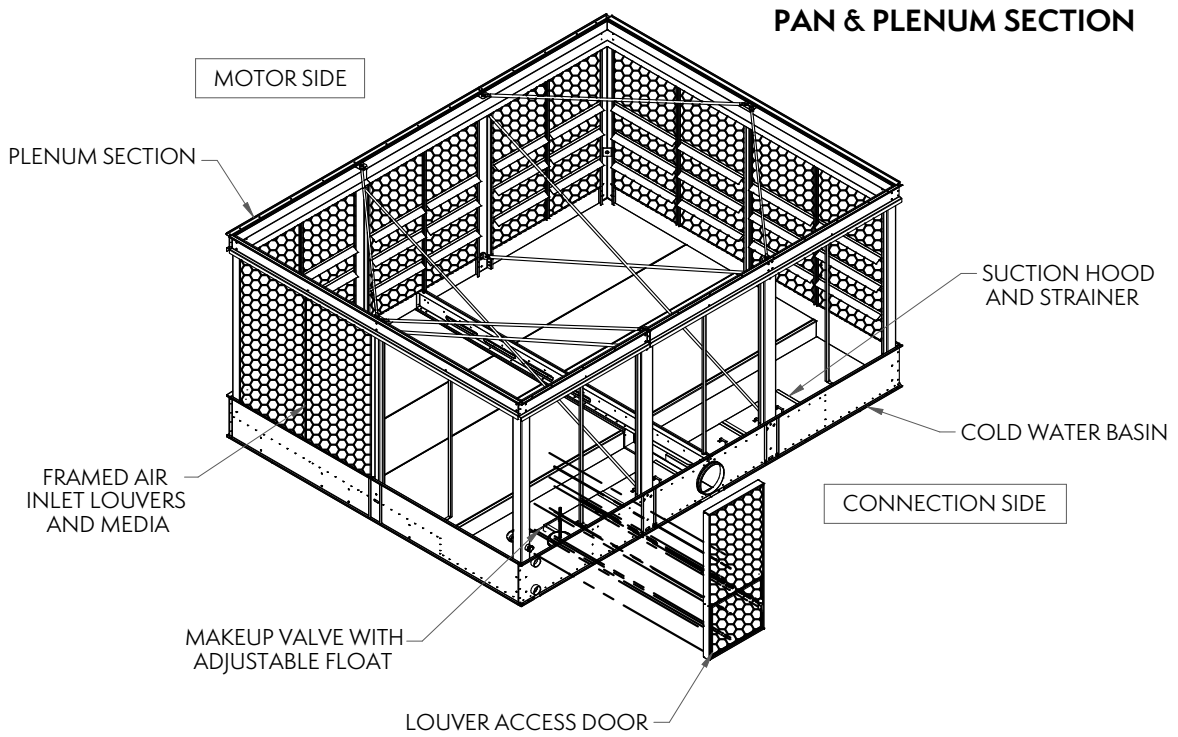 PAN & PLENUM SECTION
MOTOR SIDE
PLENUM SECTION
SUCTION HOOD
AND STRAINER
COLD WATER BASIN
FRAMED AIR
INLET LOUVERS
AND MEDIA
CONNECTION SIDE
MAKEUP VALVE WITH
ADJUSTABLE FLOAT
LOUVER ACCESS DOOR